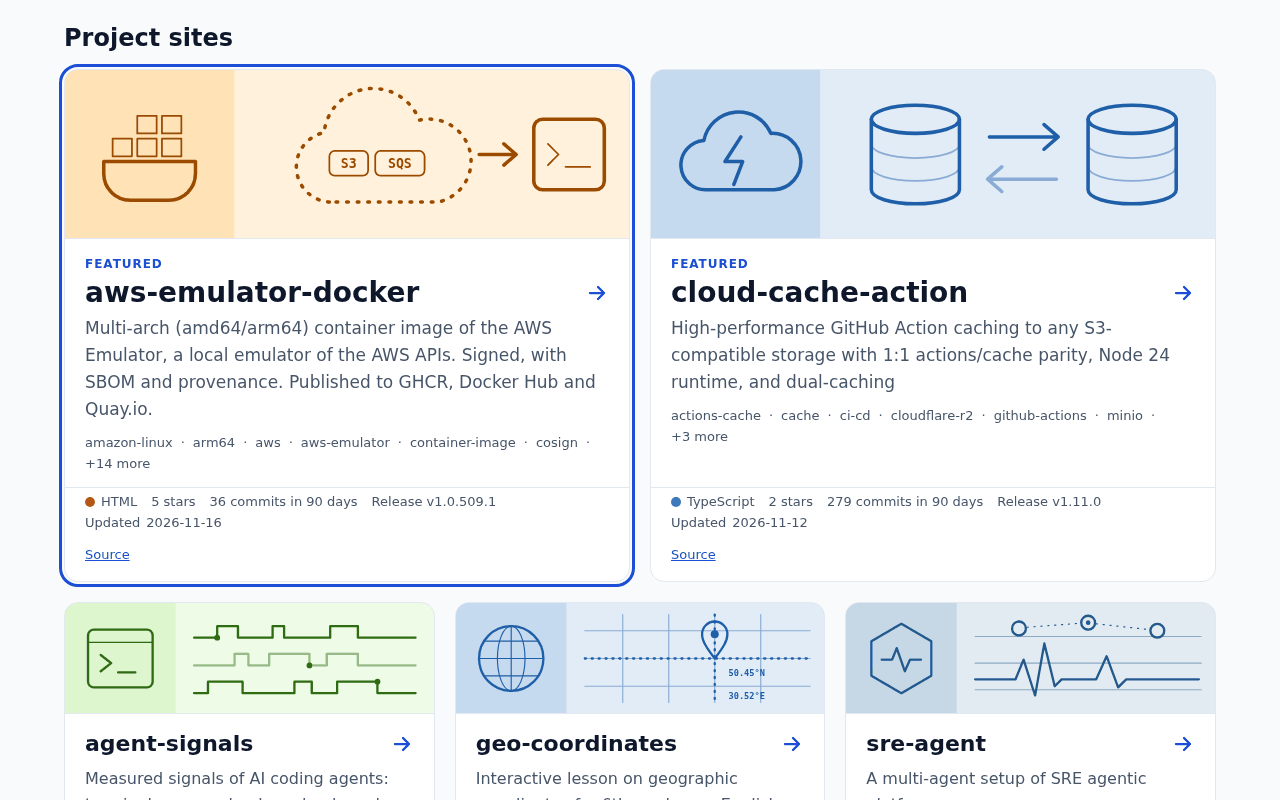 Project sites
S3
SQS
FEATURED
aws-emulator-docker
Multi-arch (amd64/arm64) container image of the AWS
Emulator, a local emulator of the AWS APIs. Signed, with
SBOM and provenance. Published to GHCR, Docker Hub and
Quay.io.
amazon-linux · arm64 · aws · aws-emulator · container-image · cosign ·
+14 more
HTML 5 stars 36 commits in 90 days Release v1.0.509.1
Updated 2026-11-16
Source
FEATURED
cloud-cache-action
High-performance GitHub Action caching to any S3-
compatible storage with 1:1 actions/cache parity, Node 24
runtime, and dual-caching
actions-cache · cache · ci-cd · cloudflare-r2 · github-actions · minio ·
+3 more
TypeScript 2 stars 279 commits in 90 days Release v1.11.0
Updated 2026-11-12
Source
agent-signals
Measured signals of AI coding agents:
50.45°N
30.52°E
geo-coordinates
Interactive lesson on geographic
sre-agent
A multi-agent setup of SRE agentic